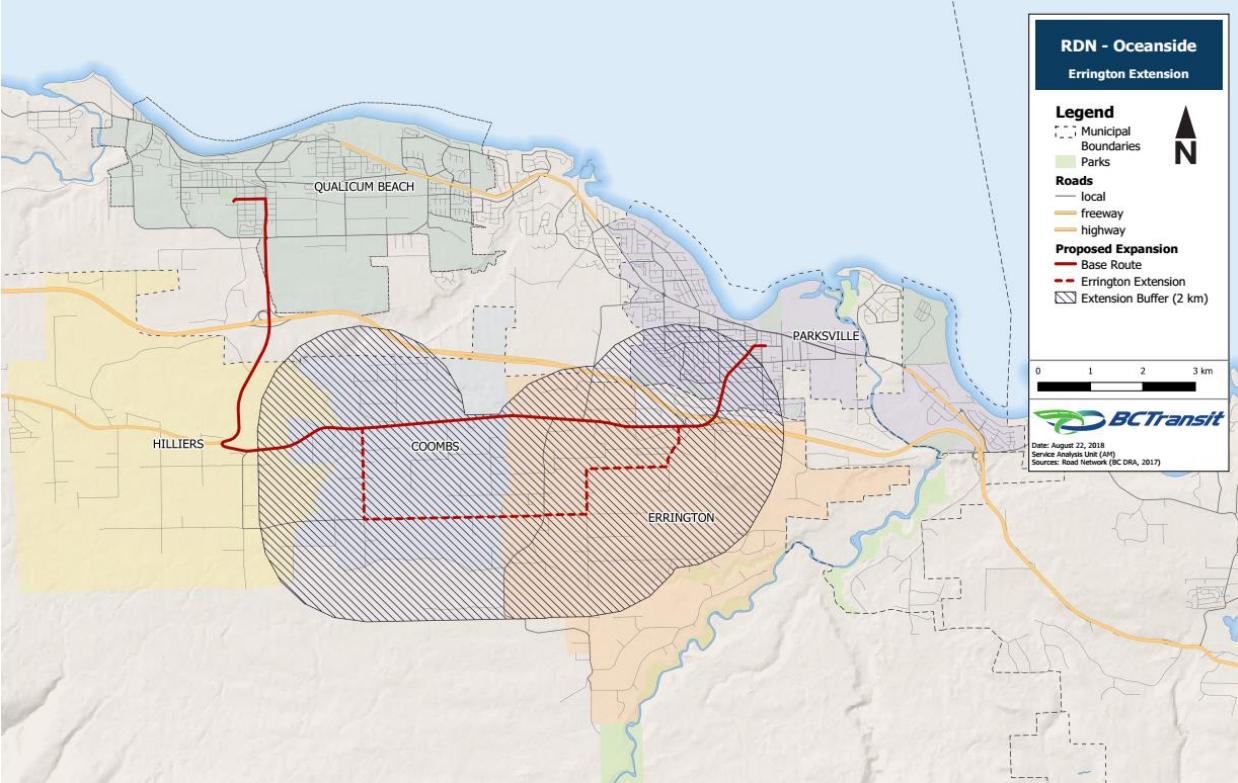 QUALICUM BEACH
PARKSVILLE
HILLIERS
COOMBS
ERRINGTON
RDN - Oceanside
Errington Extension
Legend
Municipal
Boundaries
Parks
N
Roads
local
freeway
highway
Proposed Expansion
Base Route
Errington Extension
Extension Buffer (2 km)
0 1 2 3 km
BCTransit
Date: August 22, 2018
Service Analysis Unit (AM)
Sources: Road Network (BC DRA, 2017)